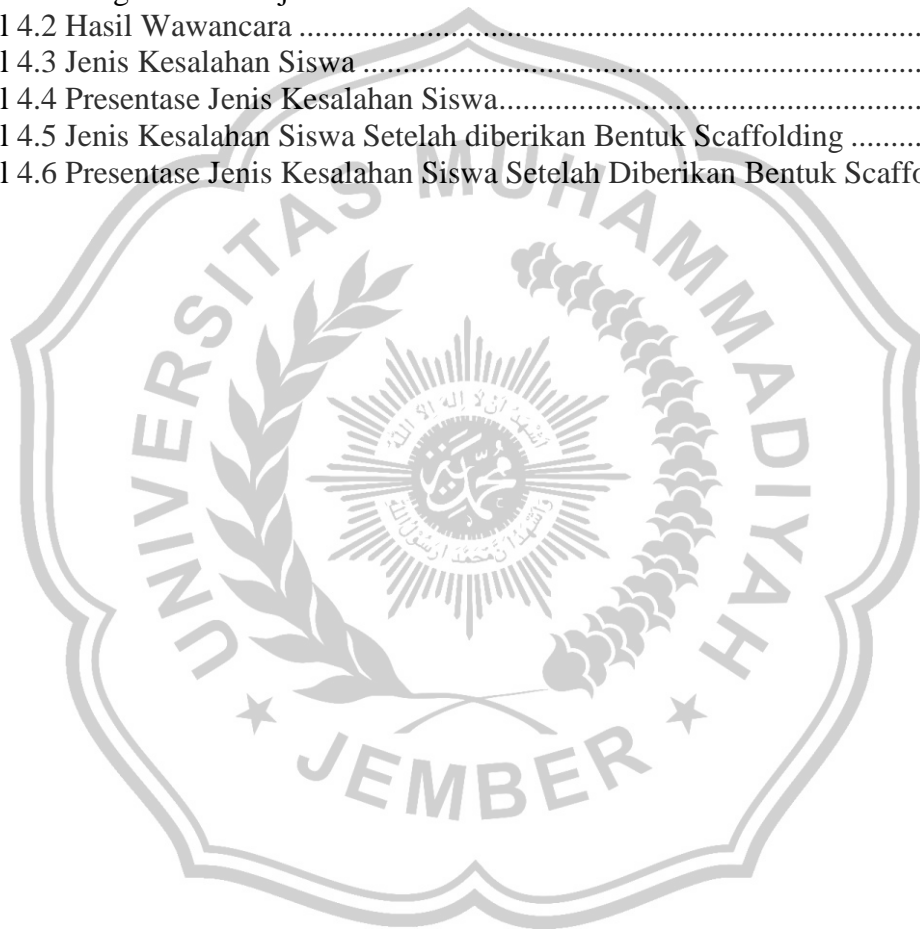 l 4.2 Hasil Wawancara ........................................................................................
l 4.3 Jenis Kesalahan Siswa ................................................................................
l 4.4 Presentase Jenis Kesalahan Siswa...............................................................
l 4.5 Jenis Kesalahan Siswa Setelah diberikan Bentuk Scaffolding .........
l 4.6 Presentase Jenis Kesalahan Siswa Setelah Diberikan Bentuk Scaffo
UNIVERSITAS MUHAMMADIYAH
JEMBER